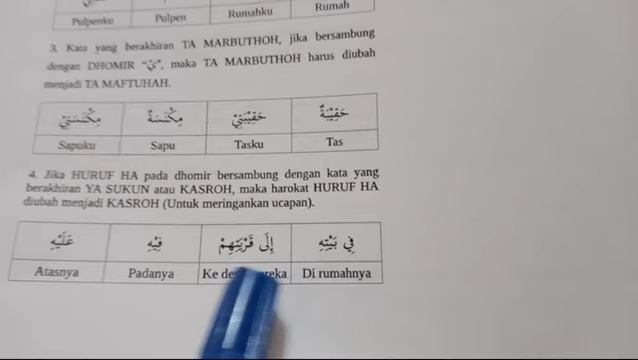 Pulpenku Pulpen Rumahku Rumah
3. Kata yang berakhiran TA MARBUTHOH, jika bersambung
dengan DHOMIR “ـِيْ”, maka TA MARBUTHOH harus diubah
menjadi TA MAFTUHAH.
مِكْنَسَتِيْ مِكْنَسَةٌ حَقِيْبَتِيْ حَقِيْبَةٌ
Sapuku Sapu Tasku Tas
4. Jika HURUF HA pada dhomir bersambung dengan kata yang
berakhiran YA SUKUN atau KASROH, maka harokat HURUF HA
diubah menjadi KASROH (Untuk meringankan ucapan).
عَلَيْهِ فِيْهِ إِلَى قَرْيَتِهِمْ فِي بَيْتِهِ
Atasnya Padanya Ke Di rumahnya